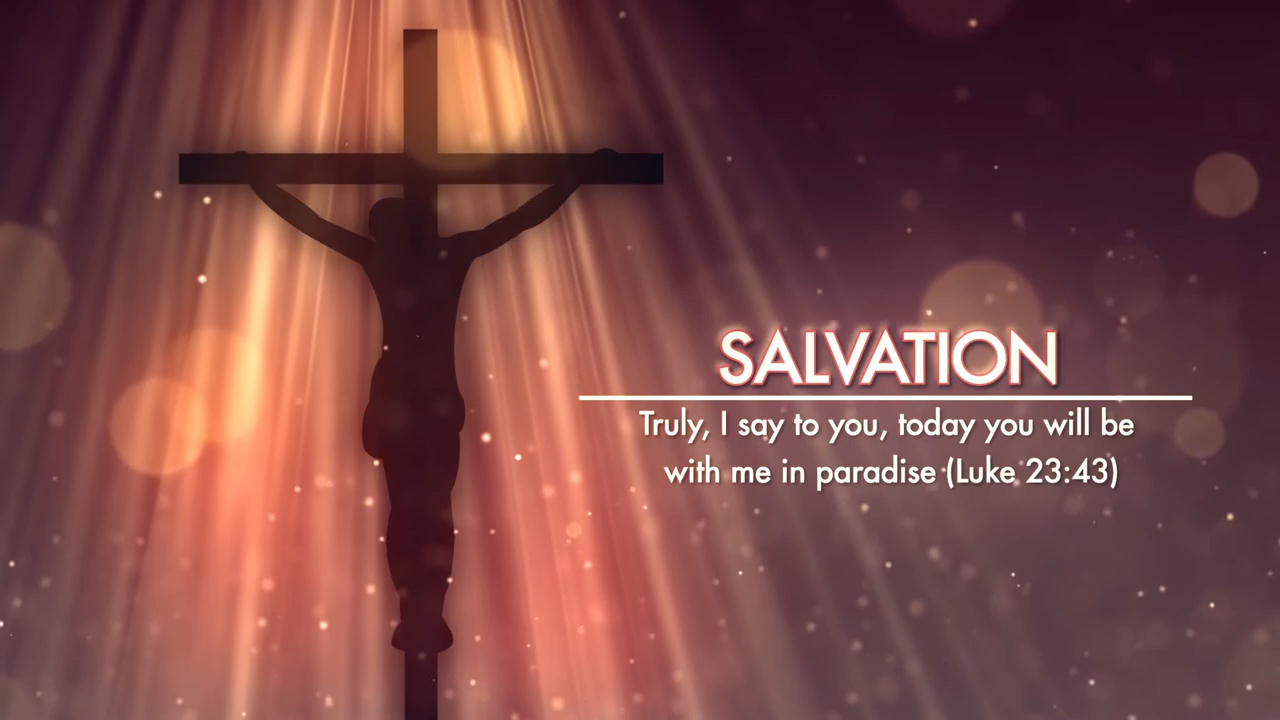 SALVATION
Truly, I say to you, today you will be
with me in paradise (Luke 23:43)